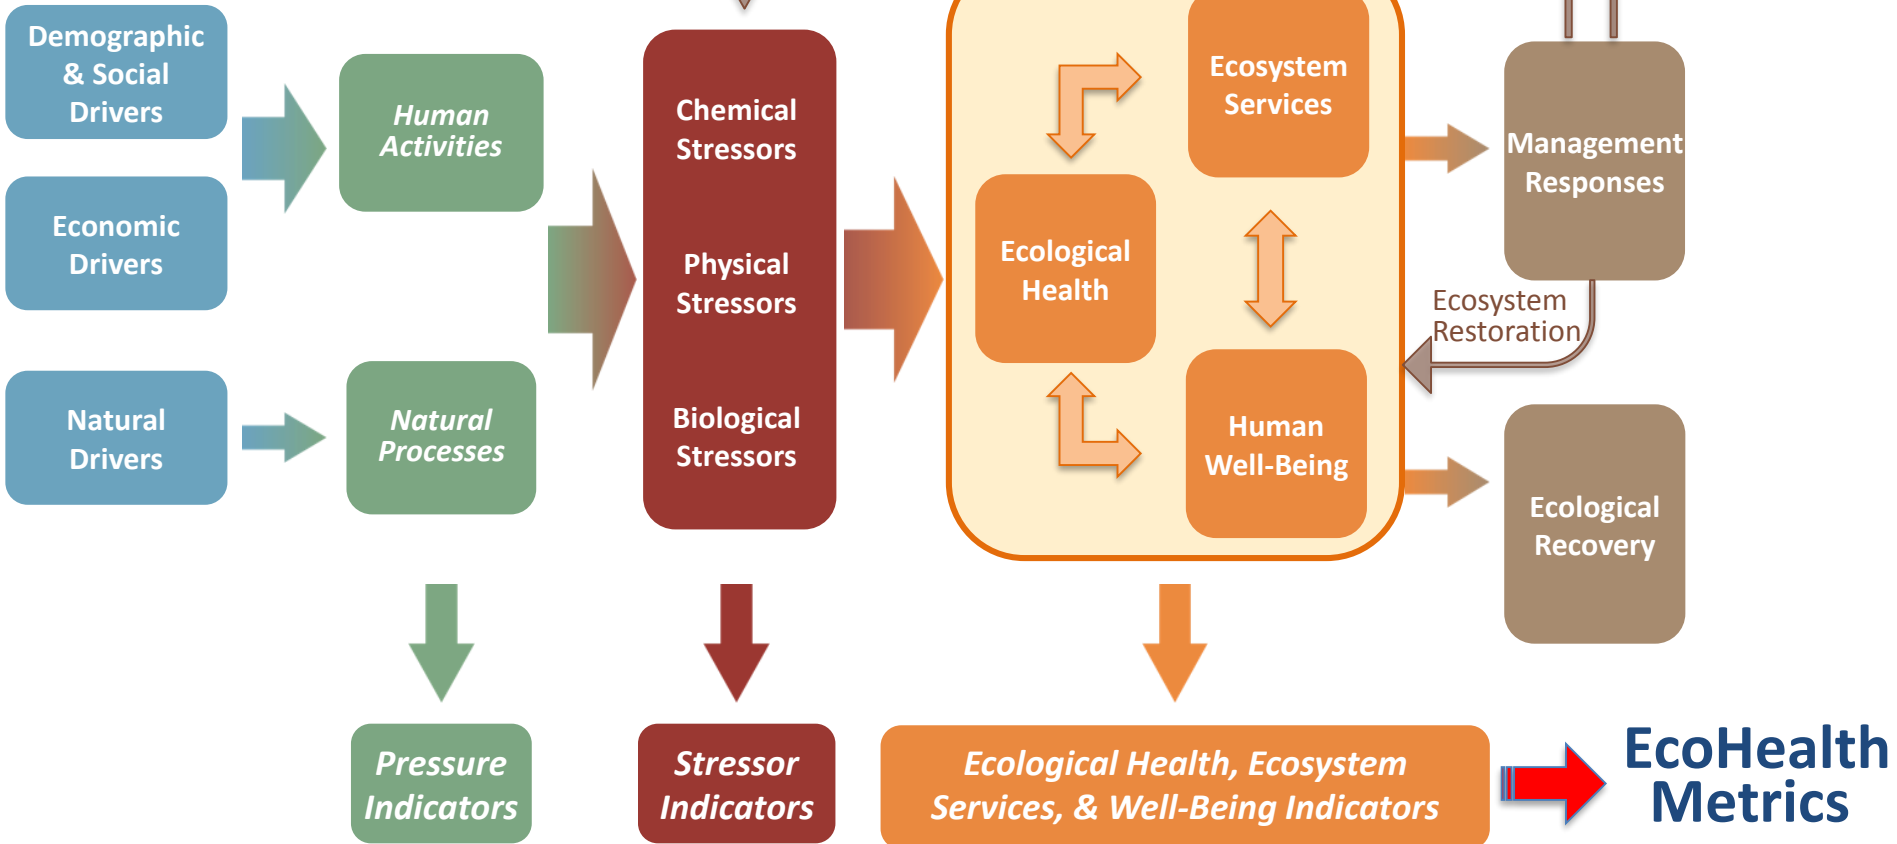 Demographic
& Social
Drivers
Economic
Drivers
Natural
Drivers
Human
Activities
Natural
Processes
Chemical
Stressors
Physical
Stressors
Biological
Stressors
Ecosystem
Services
Ecological
Health
Human
Well-Being
Management
Responses
Ecosystem
Restoration
Ecological
Recovery
Pressure
Indicators
Stressor
Indicators
Ecological Health, Ecosystem
Services, & Well-Being Indicators
EcoHealth
Metrics